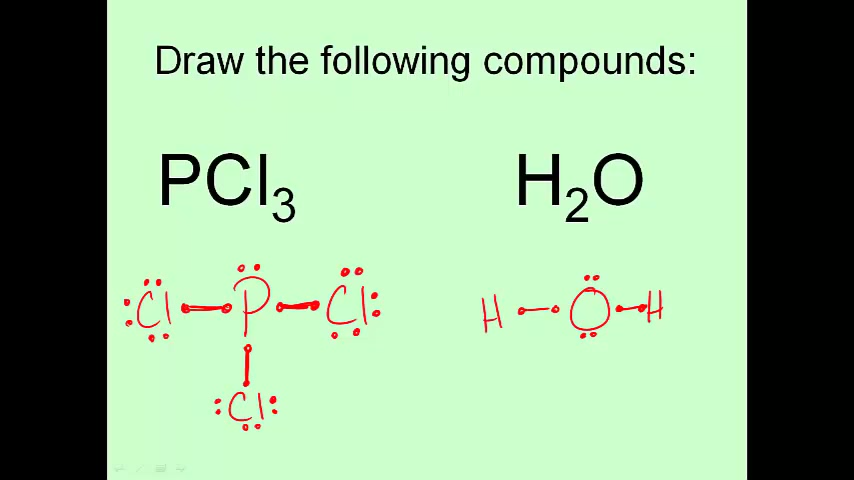 Draw the following compounds:
PCl₃ H₂O
Cl P Cl H O H
Cl